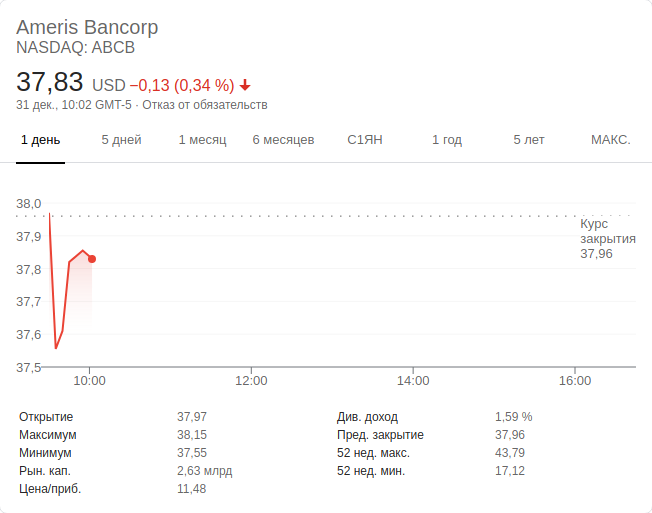 Ameris Bancorp
NASDAQ: ABCB
37,83 USD −0,13 (0,34 %)
31 дек., 10:02 GMT-5 · Отказ от обязательств
1 день 5 дней 1 месяц 6 месяцев С1ЯН 1 год 5 лет МАКС.
38,0
37,9
37,8
37,7
37,6
37,5
Курс
закрытия
37,96
10:00 12:00 14:00 16:00
Открытие 37,97 Див. доход 1,59 %
Максимум 38,15 Пред. закрытие 37,96
Минимум 37,55 52 нед. макс. 43,79
Рын. кап. 2,63 млрд 52 нед. мин. 17,12
Цена/приб. 11,48